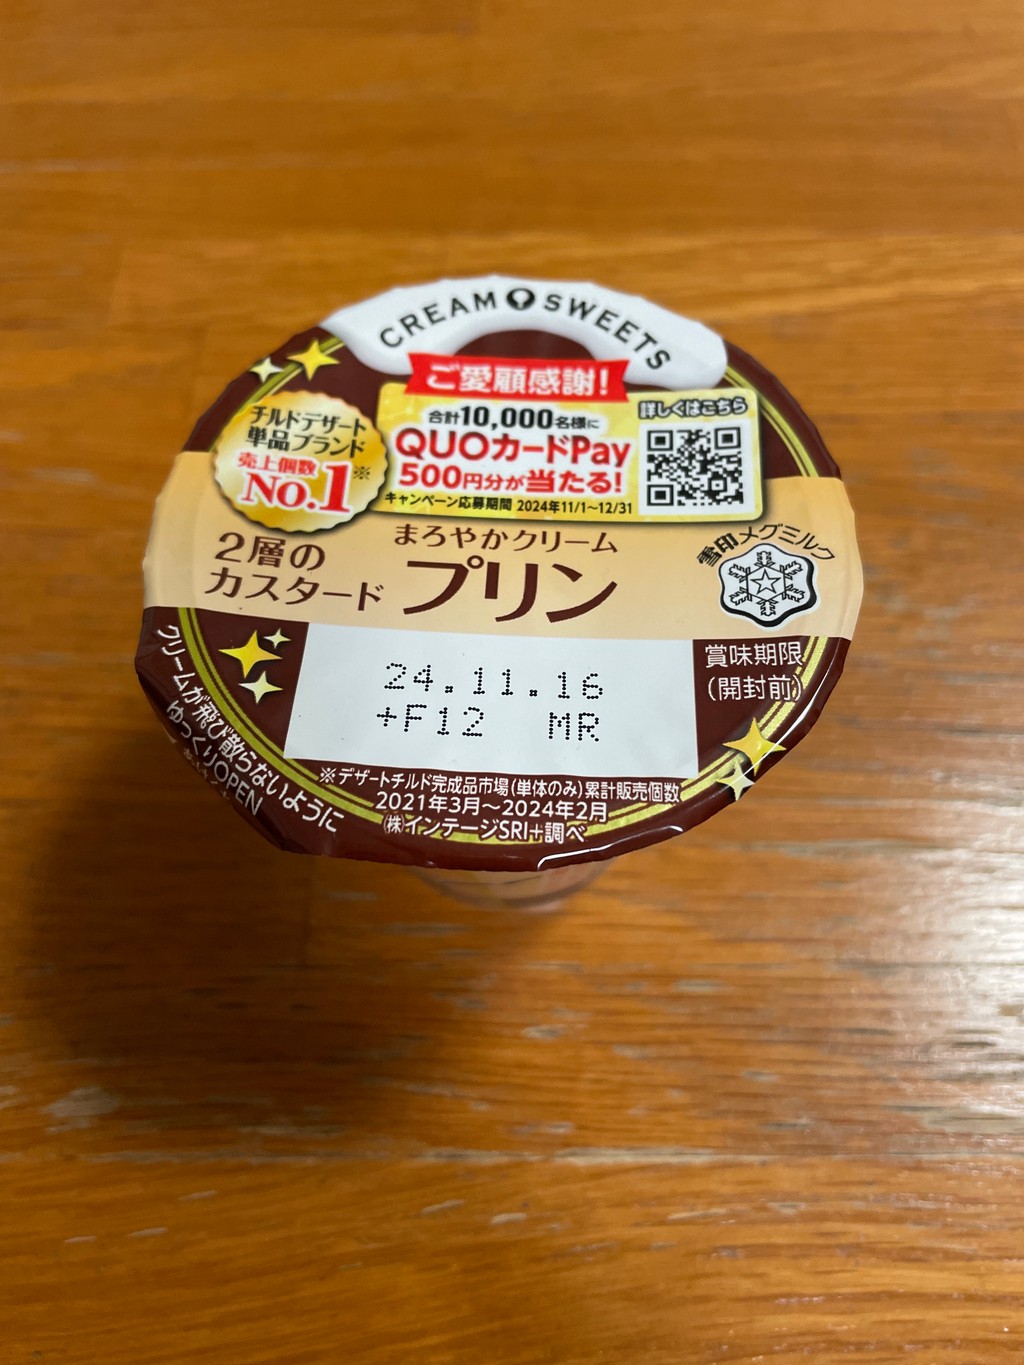 CREAM SWEETS
ご愛顧感謝!
合計10,000名様に
QUOカードPay
500円分が当たる!
キャンペーン応募期間 2024年11/1~12/31
詳しくはこちら
チルドデザート
単品ブランド
売上個数
No.1※
2層の
カスタード
まろやかクリーム
プリン
雪印メグミルク
24.11.16
+F12 MR
賞味期限
(開封前)
クリームが飛び散らないように
ゆっくりOPEN
※デザートチルド完成品市場(単体のみ)累計販売個数
2021年3月~2024年2月
㈱インテージSRI+調べ